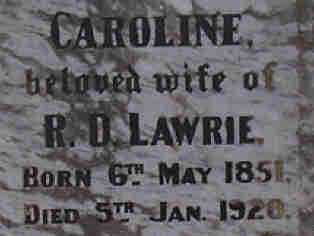 CAROLINE,
beloved wife of
R. D. LAWRIE,
BORN 6TH MAY 1851.
DIED 5TH JAN. 1920.